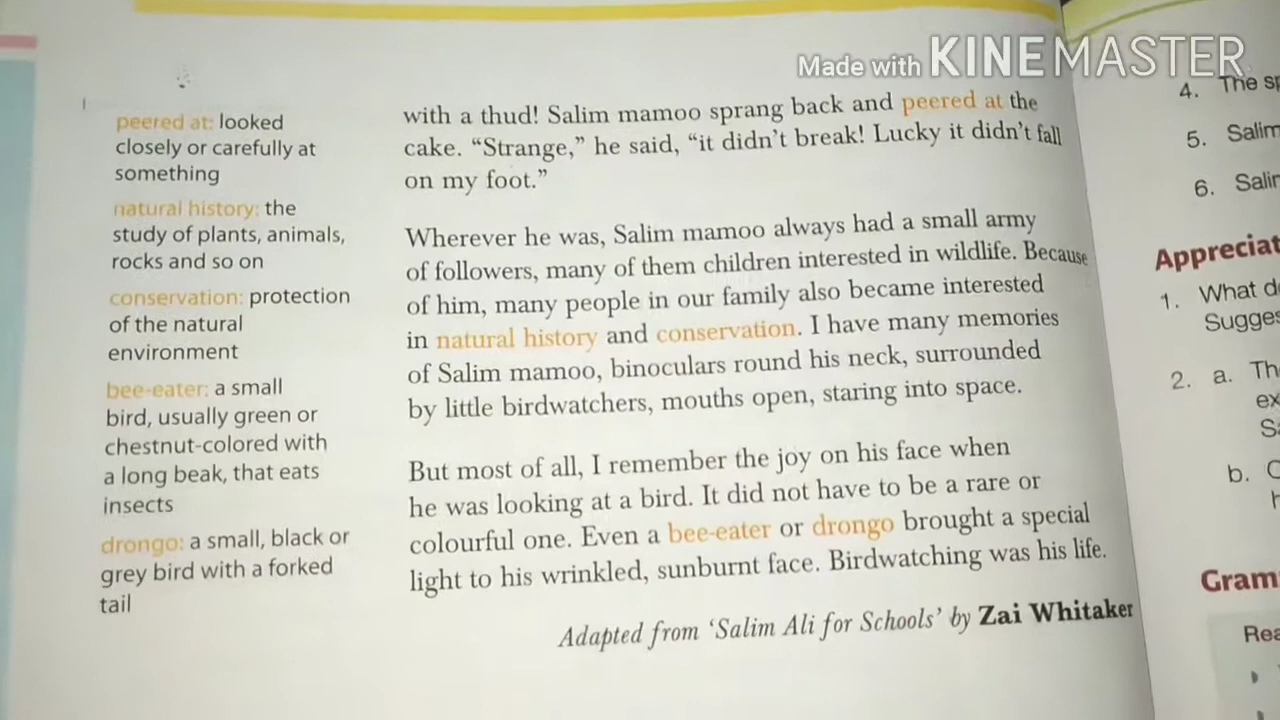 Made with KINEMASTER
peered at: looked
closely or carefully at
something
natural history: the
study of plants, animals,
rocks and so on
conservation: protection
of the natural
environment
bee-eater: a small
bird, usually green or
chestnut-colored with
a long beak, that eats
insects
drongo: a small, black or
grey bird with a forked
tail
with a thud! Salim mamoo sprang back and peered at the
cake. “Strange,” he said, “it didn’t break! Lucky it didn’t fall
on my foot.”
Wherever he was, Salim mamoo always had a small army
of followers, many of them children interested in wildlife. Because
of him, many people in our family also became interested
in natural history and conservation. I have many memories
of Salim mamoo, binoculars round his neck, surrounded
by little birdwatchers, mouths open, staring into space.
But most of all, I remember the joy on his face when
he was looking at a bird. It did not have to be a rare or
colourful one. Even a bee-eater or drongo brought a special
light to his wrinkled, sunburnt face. Birdwatching was his life.
Adapted from ‘Salim Ali for Schools’ by Zai Whitaker
4. The
5. Salim
6.
1. What
2. a.
b.